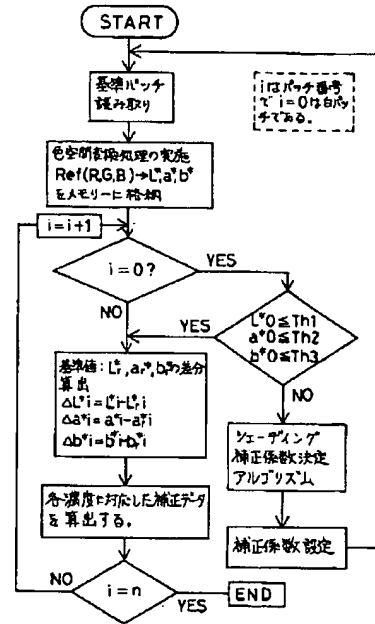 START
基準パッチ
読み取り
iはパッチ番号
で i=0は白パッ
チである。
色空間変換処理の実施
Ref(R,G,B)→L*,a*,b*
をメモリーに格納
i=i+1
i=0?
YES
NO
YES
L*0≦Th1
a*0≦Th2
b*0≦Th3
NO
基準値:Lr*,ar*,br*の差分
算出
ΔL*i=L*i-Lr*i
Δa*i=a*i-ar*i
Δb*i=b*i-br*i
シェーディング
補正係数決定
アルゴリズム
各濃度に対応した補正データ
を算出する。
補正係数設定
NO
i=n
YES
END